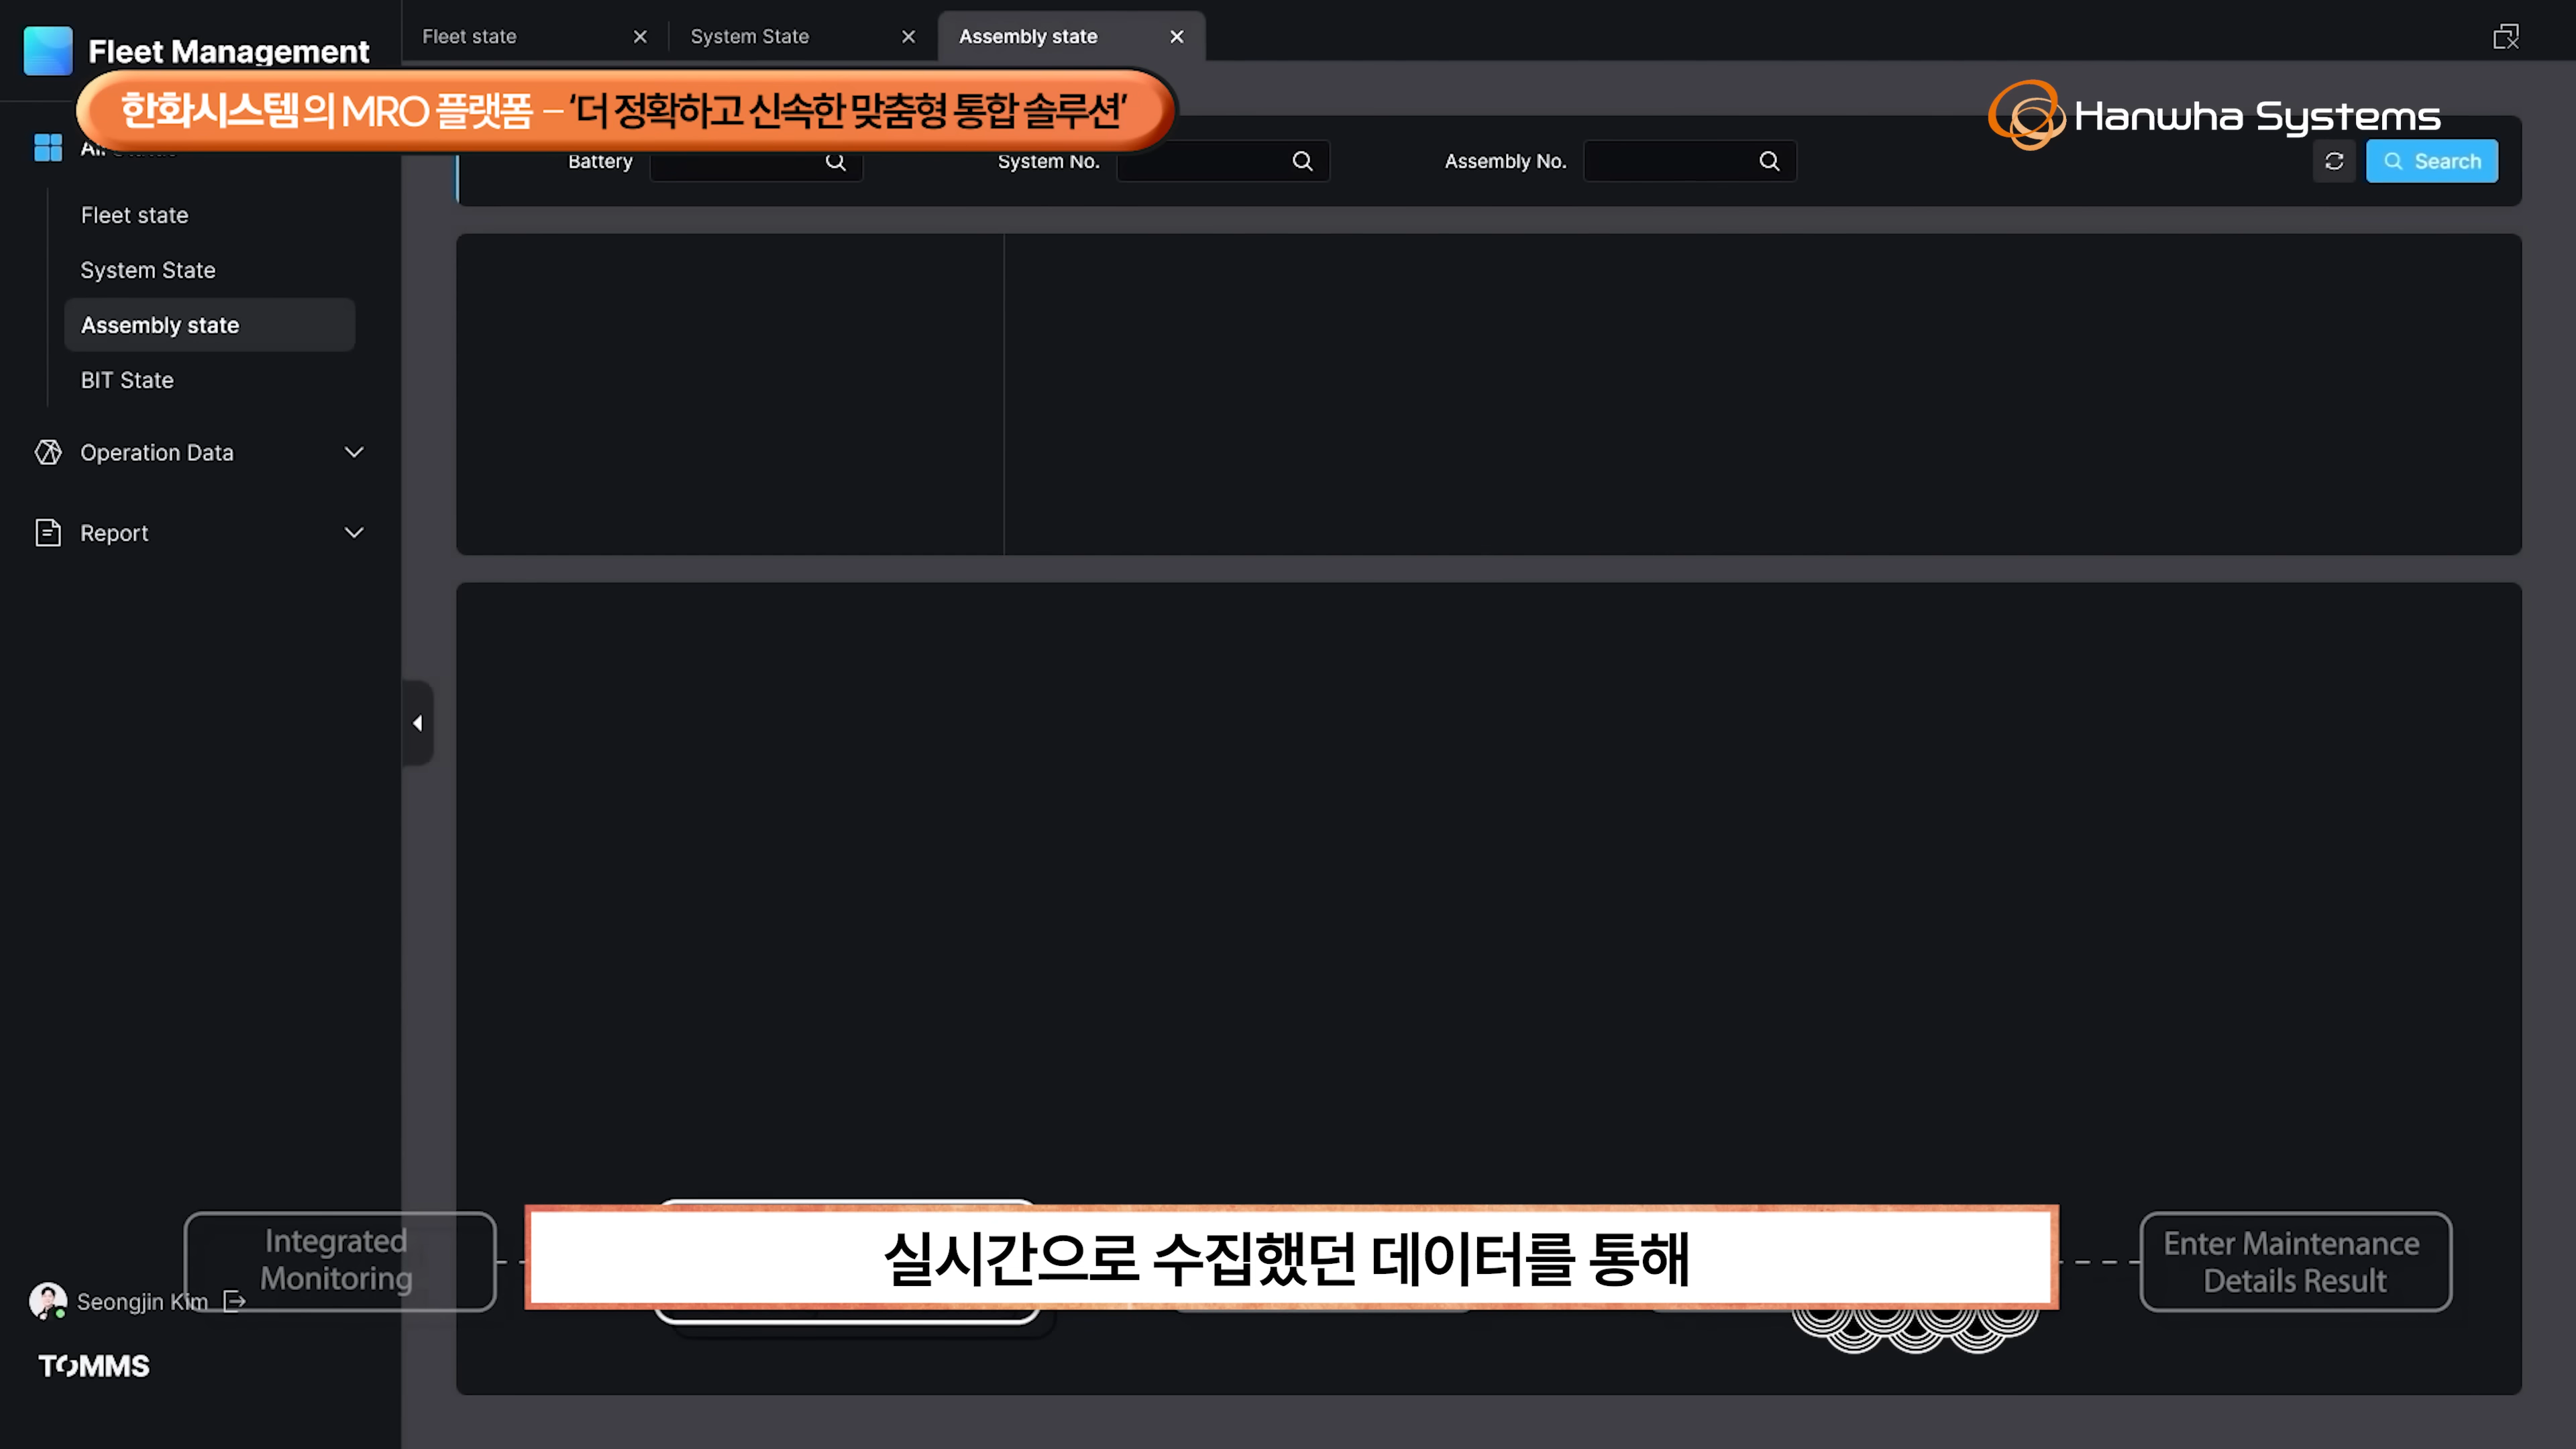 Fleet Management
Fleet state
System State
Assembly state
한화시스템의 MRO 플랫폼 – ‘더 정확하고 신속한 맞춤형 통합 솔루션’
Hanwha Systems
Battery
System No.
Assembly No.
Search
Fleet state
System State
Assembly state
BIT State
Operation Data
Report
Integrated
Monitoring
실시간으로 수집했던 데이터를 통해
Enter Maintenance
Details Result
Seongjin Kim
TOMMS